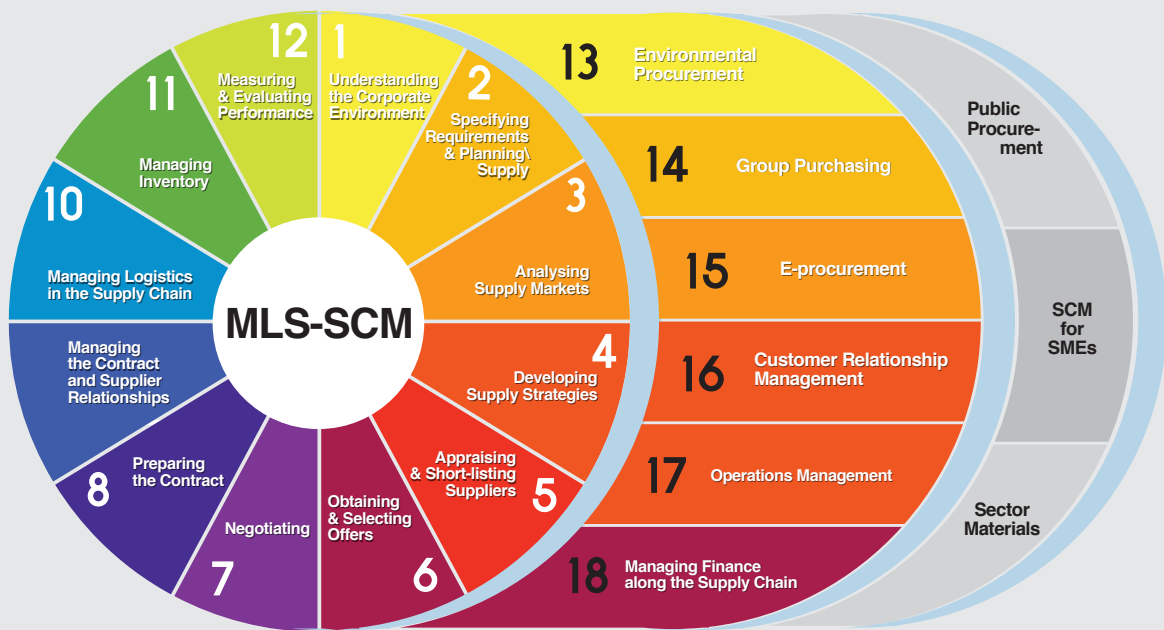 MLS-SCM
1
Understanding
the Corporate
Environment
2
Specifying
Requirements
& Planning\
Supply
3
Analysing
Supply Markets
4
Developing
Supply Strategies
Appraising
& Short-listing
Suppliers
5
Obtaining
& Selecting
Offers
6
Negotiating
7
Preparing
the Contract
8
Managing
the Contract
and Supplier
Relationships
10
Managing Logistics
in the Supply Chain
11
Managing
Inventory
12
Measuring
& Evaluating
Performance
13
Environmental
Procurement
14
Group Purchasing
15
E-procurement
16
Customer Relationship
Management
17
Operations Management
18
Managing Finance
along the Supply Chain
Public
Procure-
ment
SCM
for
SMEs
Sector
Materials